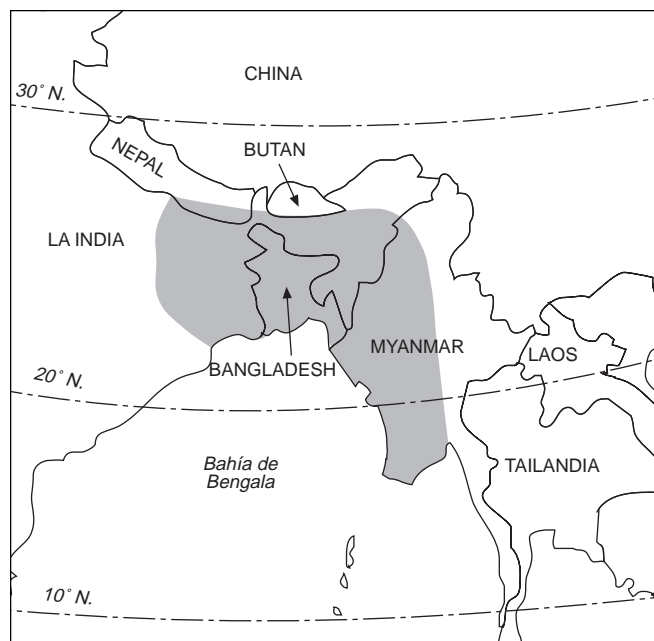 CHINA
30° N.
NEPAL
BUTAN
LA INDIA
MYANMAR
LAOS
BANGLADESH
20° N.
Bahía de
Bengala
TAILANDIA
10° N.